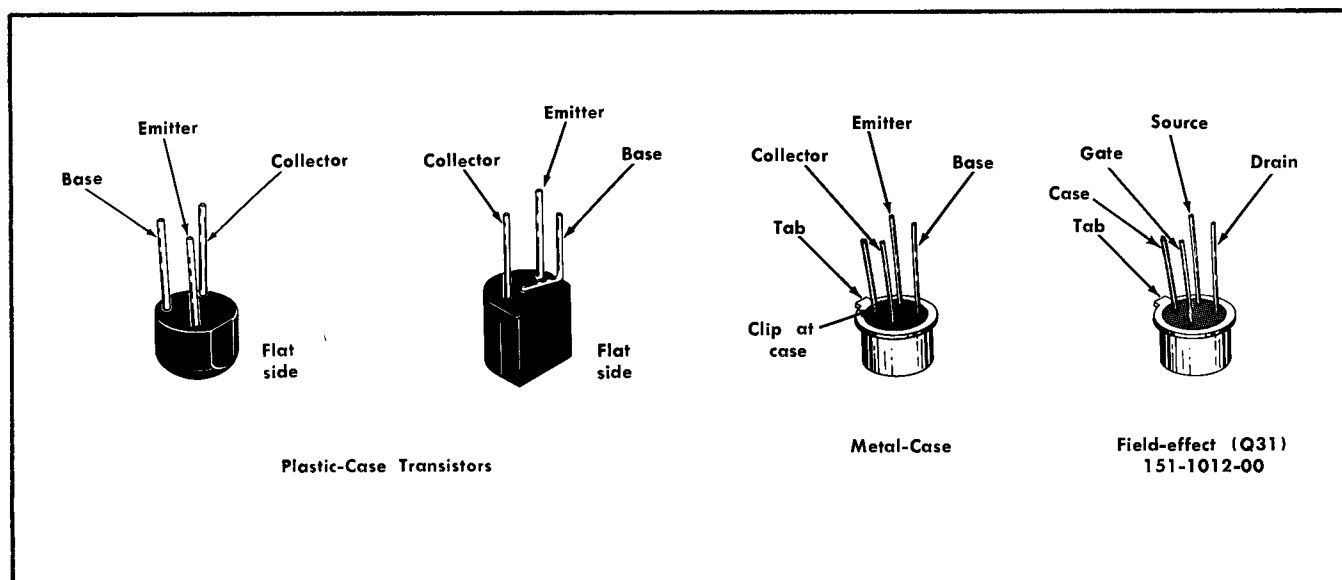 Emitter
Collector
Base
Flat
side
Emitter
Collector
Base
Flat
side
Plastic-Case Transistors
Emitter
Collector
Base
Tab
Clip at
case
Metal-Case
Source
Gate
Drain
Case
Tab
Field-effect (Q31)
151-1012-00